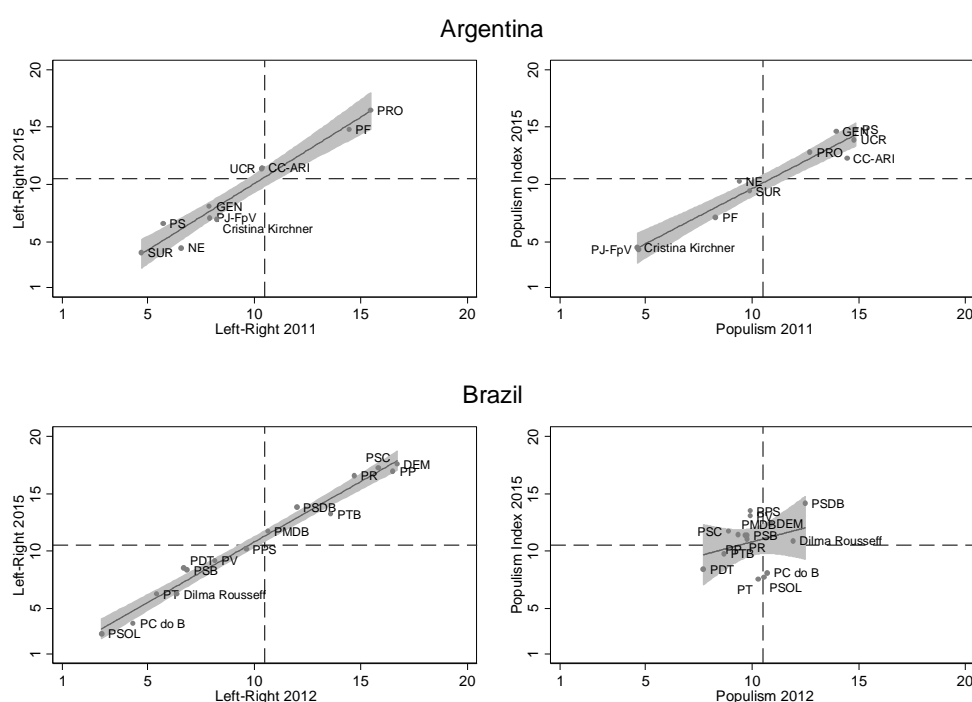 Argentina
Left-Right 2015
20
15
10
5
1
PRO
PF
UCR
CC-ARI
GEN
PJ-FpV
PS
Cristina Kirchner
SUR
NE
1
5
10
15
20
Left-Right 2011
Populism Index 2015
20
15
10
5
1
GEN
PS
UCR
PRO
CC-ARI
NE
SUR
PF
PJ-FpV
Cristina Kirchner
1
5
10
15
20
Populism 2011
Brazil
Left-Right 2015
20
15
10
5
1
PSC
DEM
PR
PP
PSDB
PTB
PMDB
PPS
PDT
PV
PSB
PT
Dilma Rousseff
PC do B
PSOL
1
5
10
15
20
Left-Right 2012
Populism Index 2015
20
15
10
5
1
PSDB
PPS
PV
PMDB
DEM
PSC
PSB
Dilma Rousseff
PP
PR
PTB
PDT
PC do B
PT
PSOL
1
5
10
15
20
Populism 2012